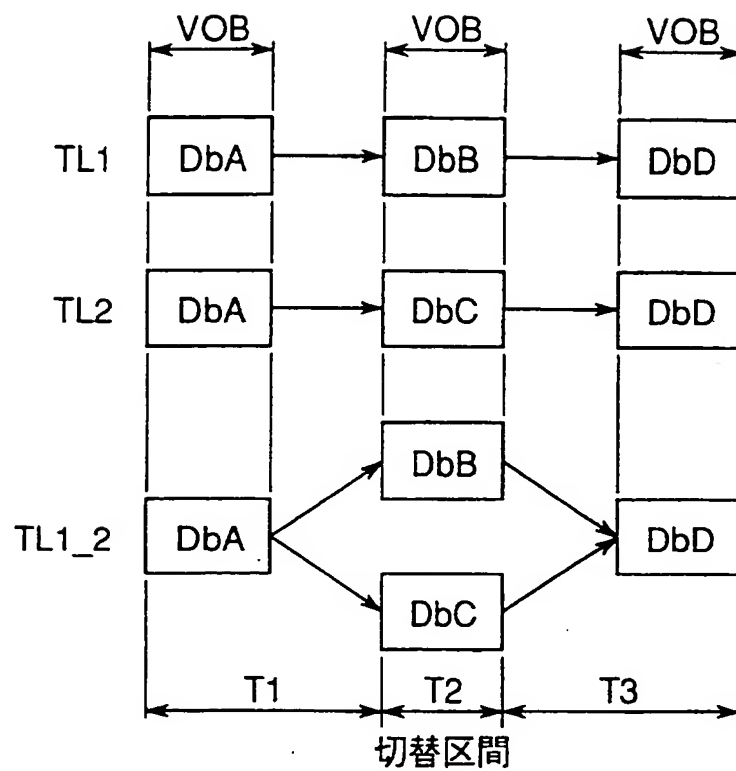 VOB VOB VOB
TL1 DbA DbB DbD
TL2 DbA DbC DbD
DbB
TL1_2 DbA DbD
DbC
T1 T2 T3
切替区間